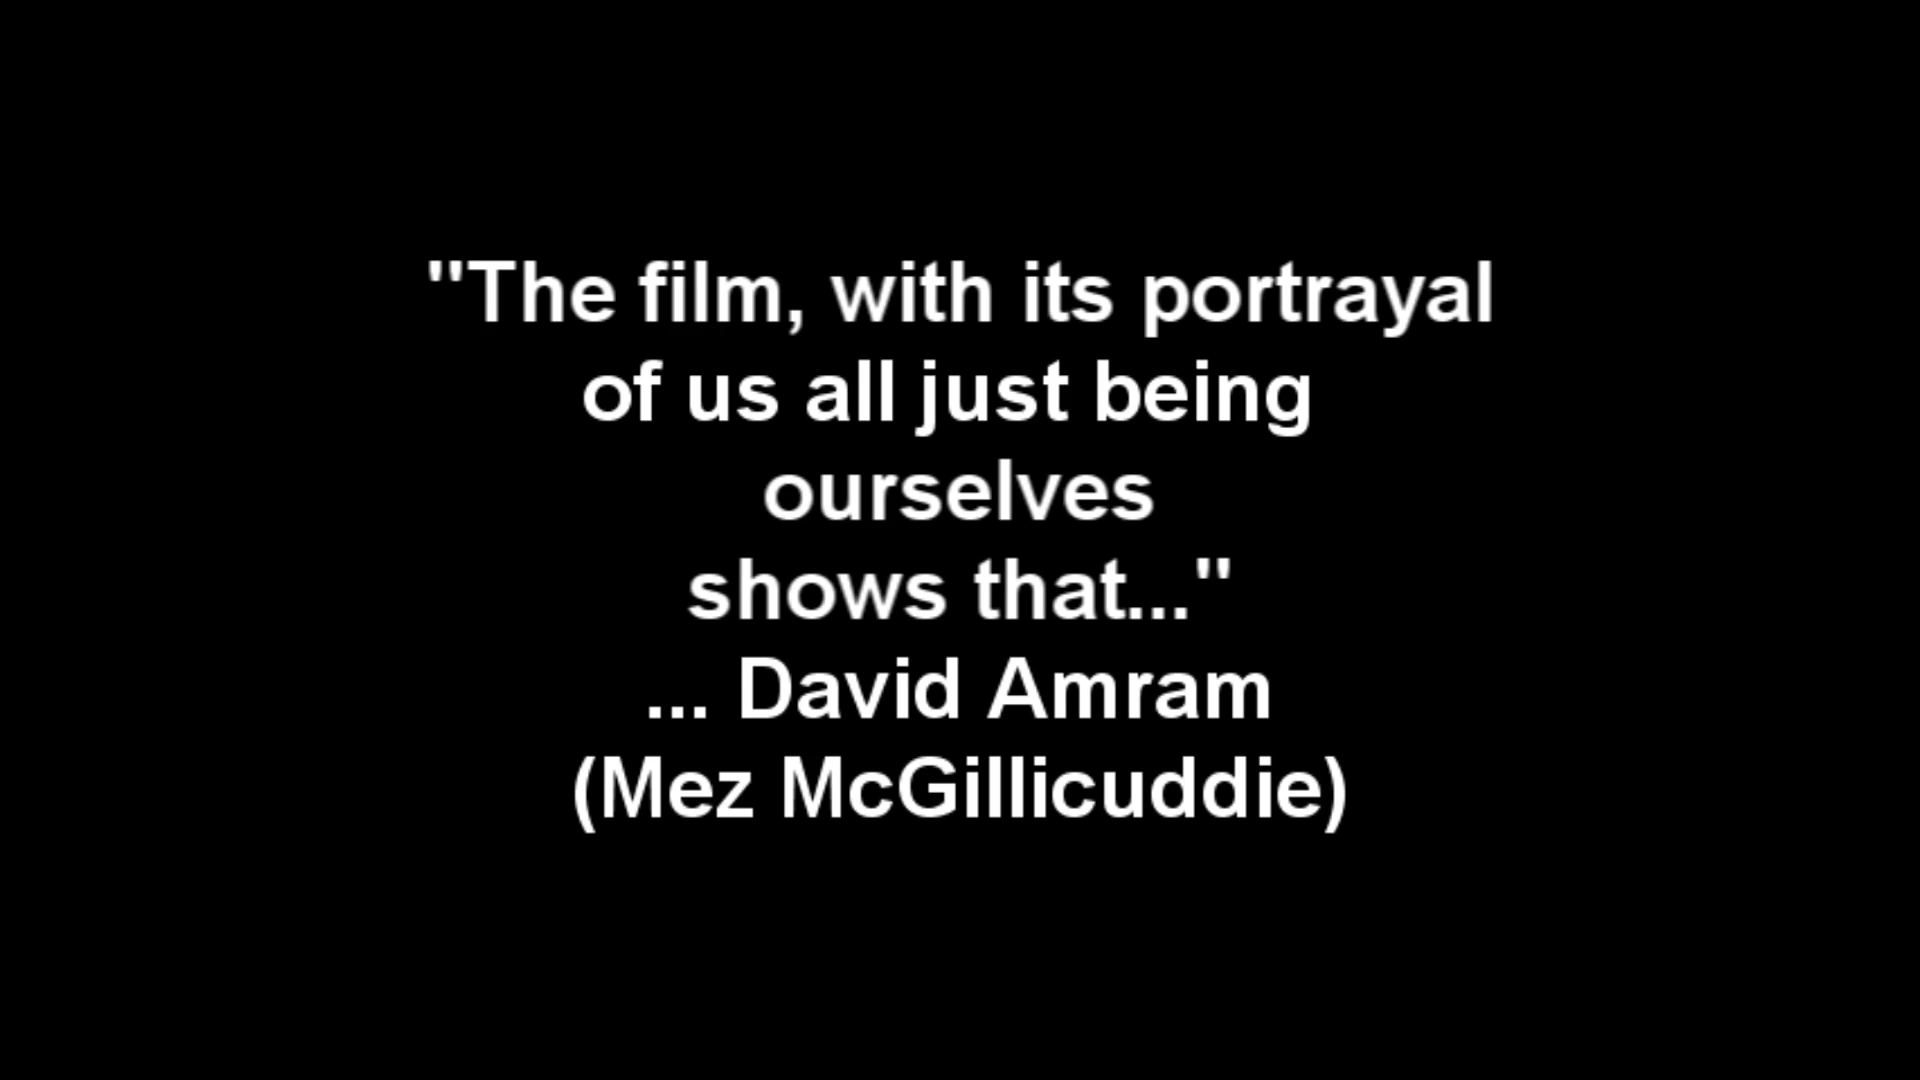 "The film, with its portrayal
of us all just being
ourselves
shows that..."
... David Amram
(Mez McGillicuddie)